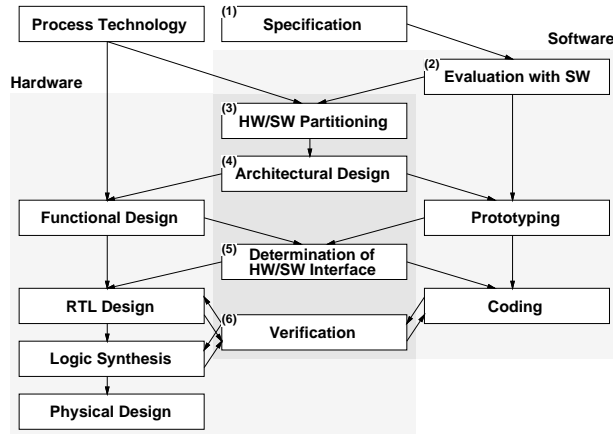 Process Technology
(1)
Specification
Software
Hardware
(2)
Evaluation with SW
(3)
HW/SW Partitioning
(4)
Architectural Design
Functional Design
Prototyping
(5)
Determination of
HW/SW Interface
RTL Design
Coding
(6)
Verification
Logic Synthesis
Physical Design